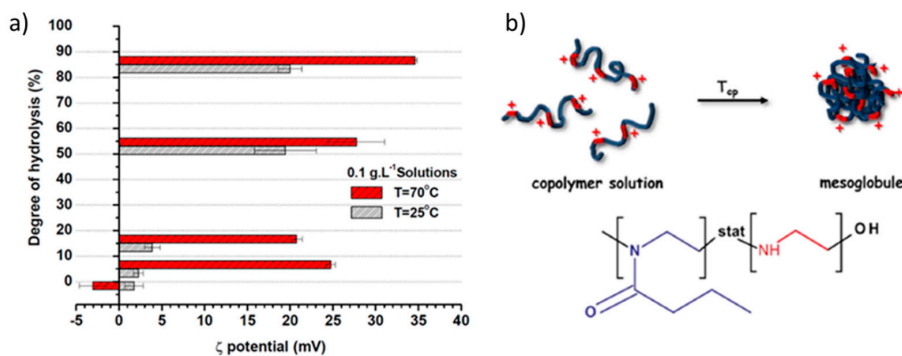 a)
Degree of hydrolysis (%)
100
90
80
70
60
50
40
30
20
10
0
0.1 g.L⁻¹Solutions
T=70°C
T=25°C
-5 0 5 10 15 20 25 30 35 40
ζ potential (mV)
b)
+ + + + + + + +
T_cp
+ + + + + + +
copolymer solution
mesoglobule
N
O
stat
NH
OH